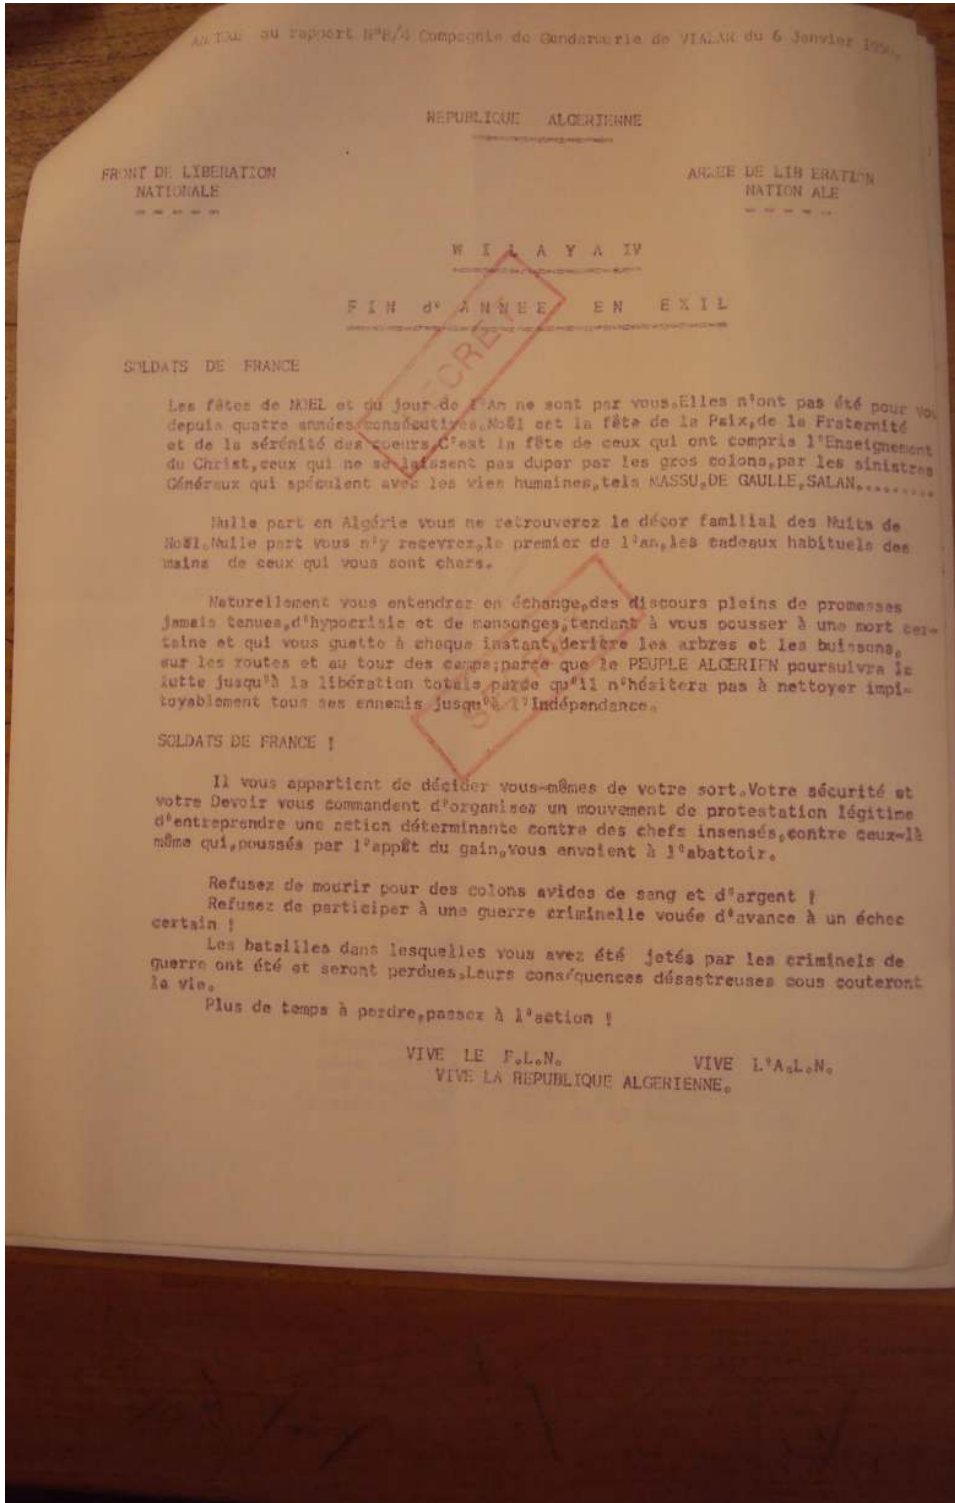 ANNEXE au rapport N°8/4 Compagnie de Gendarmerie de VIALAR du 6 Janvier
REPUBLIQUE ALGERIENNE
FRONT DE LIBERATION
NATIONALE
ARMEE DE LIB ERATION
NATION ALE
W I L A Y A IV
FIN d' ANNEE EN EXIL
SECRET
SOLDATS DE FRANCE
Les fêtes de NOEL et du jour de l'An ne sont par vous.Elles n'ont pas été pour vou
depuis quatre années consécutives.Noël est la fête de la Paix,de la Fraternité
et de la sérénité des coeurs.C'est la fête de ceux qui ont compris l'Enseignement
du Christ,ceux qui ne se laissent pas duper par les gros colons,par les sinistres
Généraux qui spéculent avec les vies humaines,tels MASSU,DE GAULLE,SALAN.........
Nulle part en Algérie vous ne retrouverez le décor familial des Nuits de
Noël.Nulle part vous n'y recevrez,le premier de l'an,les cadeaux habituels des
mains de ceux qui vous sont chers.
Naturellement vous entendrez en échange,des discours pleins de promesses
jamais tenues,d'hypocrisie et de mensonges,tendant à vous pousser à une mort cer-
taine et qui vous guette à chaque instant,derière les arbres et les buissons,
sur les routes et au tour des camps;parce que le PEUPLE ALGERIEN poursuivra la
lutte jusqu'à la libération totale parce qu'il n'hésitera pas à nettoyer impi-
toyablement tous ses ennemis jusqu'à l'Indépendance.
SECRET
SOLDATS DE FRANCE !
Il vous appartient de décider vous-mêmes de votre sort.Votre sécurité et
votre Devoir vous commandent d'organiser un mouvement de protestation légitime
d'entreprendre une action déterminante contre des chefs insensés,contre ceux-là
même qui,poussés par l'appât du gain,vous envoient à l'abattoir.
Refusez de mourir pour des colons avides de sang et d'argent !
Refusez de participer à une guerre criminelle vouée d'avance à un échec
certain !
Les batailles dans lesquelles vous avez été jetés par les criminels de
guerre ont été et seront perdues.Leurs conséquences désastreuses cous couteront
la vie.
Plus de temps à perdre,passez à l'action !
VIVE LE F.L.N. VIVE L'A.L.N.
VIVE LA REPUBLIQUE ALGERIENNE.